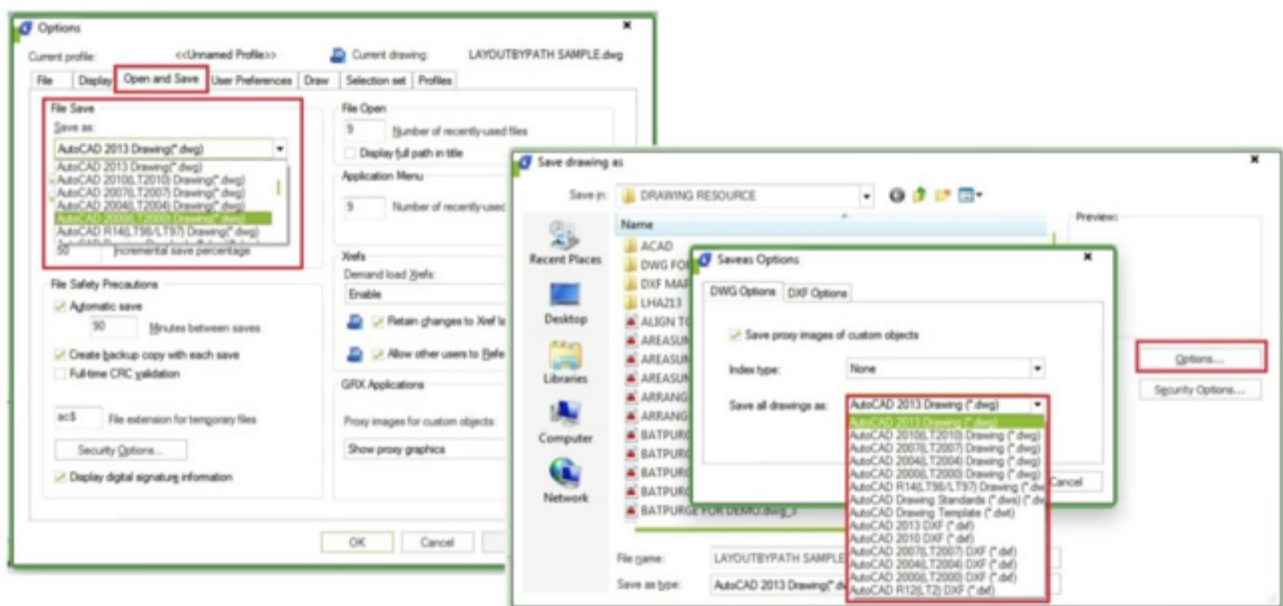 Options
Current profile: <<Unnamed Profile>> Current drawing: LAYOUTBYPATH SAMPLE.dwg
File Display Open and Save User Preferences Draw Selection set Profiles
File Save
Save as:
AutoCAD 2013 Drawing(*.dwg)
AutoCAD 2013 Drawing(*.dwg)
AutoCAD 2010(LT2010) Drawing(*.dwg)
AutoCAD 2007(LT2007) Drawing(*.dwg)
AutoCAD 2004(LT2004) Drawing(*.dwg)
AutoCAD 2000(LT2000) Drawing(*.dwg)
AutoCAD R14(LT98/LT97) Drawing(*.dwg)
50 Incremental save percentage
File Safety Precautions
Automatic save
90 Minutes between saves
Create backup copy with each save
Full-time CRC validation
ac$ File extension for temporary files
Security Options...
Display digital signature information
File Open
9 Number of recently-used files
Display full path in title
Application Menu
9 Number of recently-used
Xrefs
Demand load Xrefs:
Enable
Retain changes to Xref la
Allow other users to Refe
GRX Applications
Proxy images for custom objects:
Show proxy graphics
OK Cancel
Save drawing as
Save in: DRAWING RESOURCE
Recent Places
Desktop
Libraries
Computer
Network
Name
ACAD
DWG FO
DXF MAP
LHA213
ALIGN TO
AREASUN
AREASUN
AREASUN
ARRANG
ARRANG
BATPURG
BATPURG
BATPURG
BATPURG
BATPURGE FOR DEMO.dwg_3
Preview:
Options...
Security Options...
File name: LAYOUTBYPATH SAMPLE
Save as type: AutoCAD 2013 Drawing(*.dw
Saveas Options
DWG Options DXF Options
Save proxy images of custom objects
Index type: None
Save all drawings as: AutoCAD 2013 Drawing (*.dwg)
AutoCAD 2013 Drawing (*.dwg)
AutoCAD 2010(LT2010) Drawing (*.dwg)
AutoCAD 2007(LT2007) Drawing (*.dwg)
AutoCAD 2004(LT2004) Drawing (*.dwg)
AutoCAD 2000(LT2000) Drawing (*.dwg)
AutoCAD R14(LT98/LT97) Drawing (*.dw
AutoCAD Drawing Standards (*.dws) (*.dw
AutoCAD Drawing Template (*.dwt)
AutoCAD 2013 DXF (*.dxf)
AutoCAD 2010 DXF (*.dxf)
AutoCAD 2007(LT2007) DXF (*.dxf)
AutoCAD 2004(LT2004) DXF (*.dxf)
AutoCAD 2000(LT2000) DXF (*.dxf)
AutoCAD R12(LT2) DXF (*.dxf)
Cancel